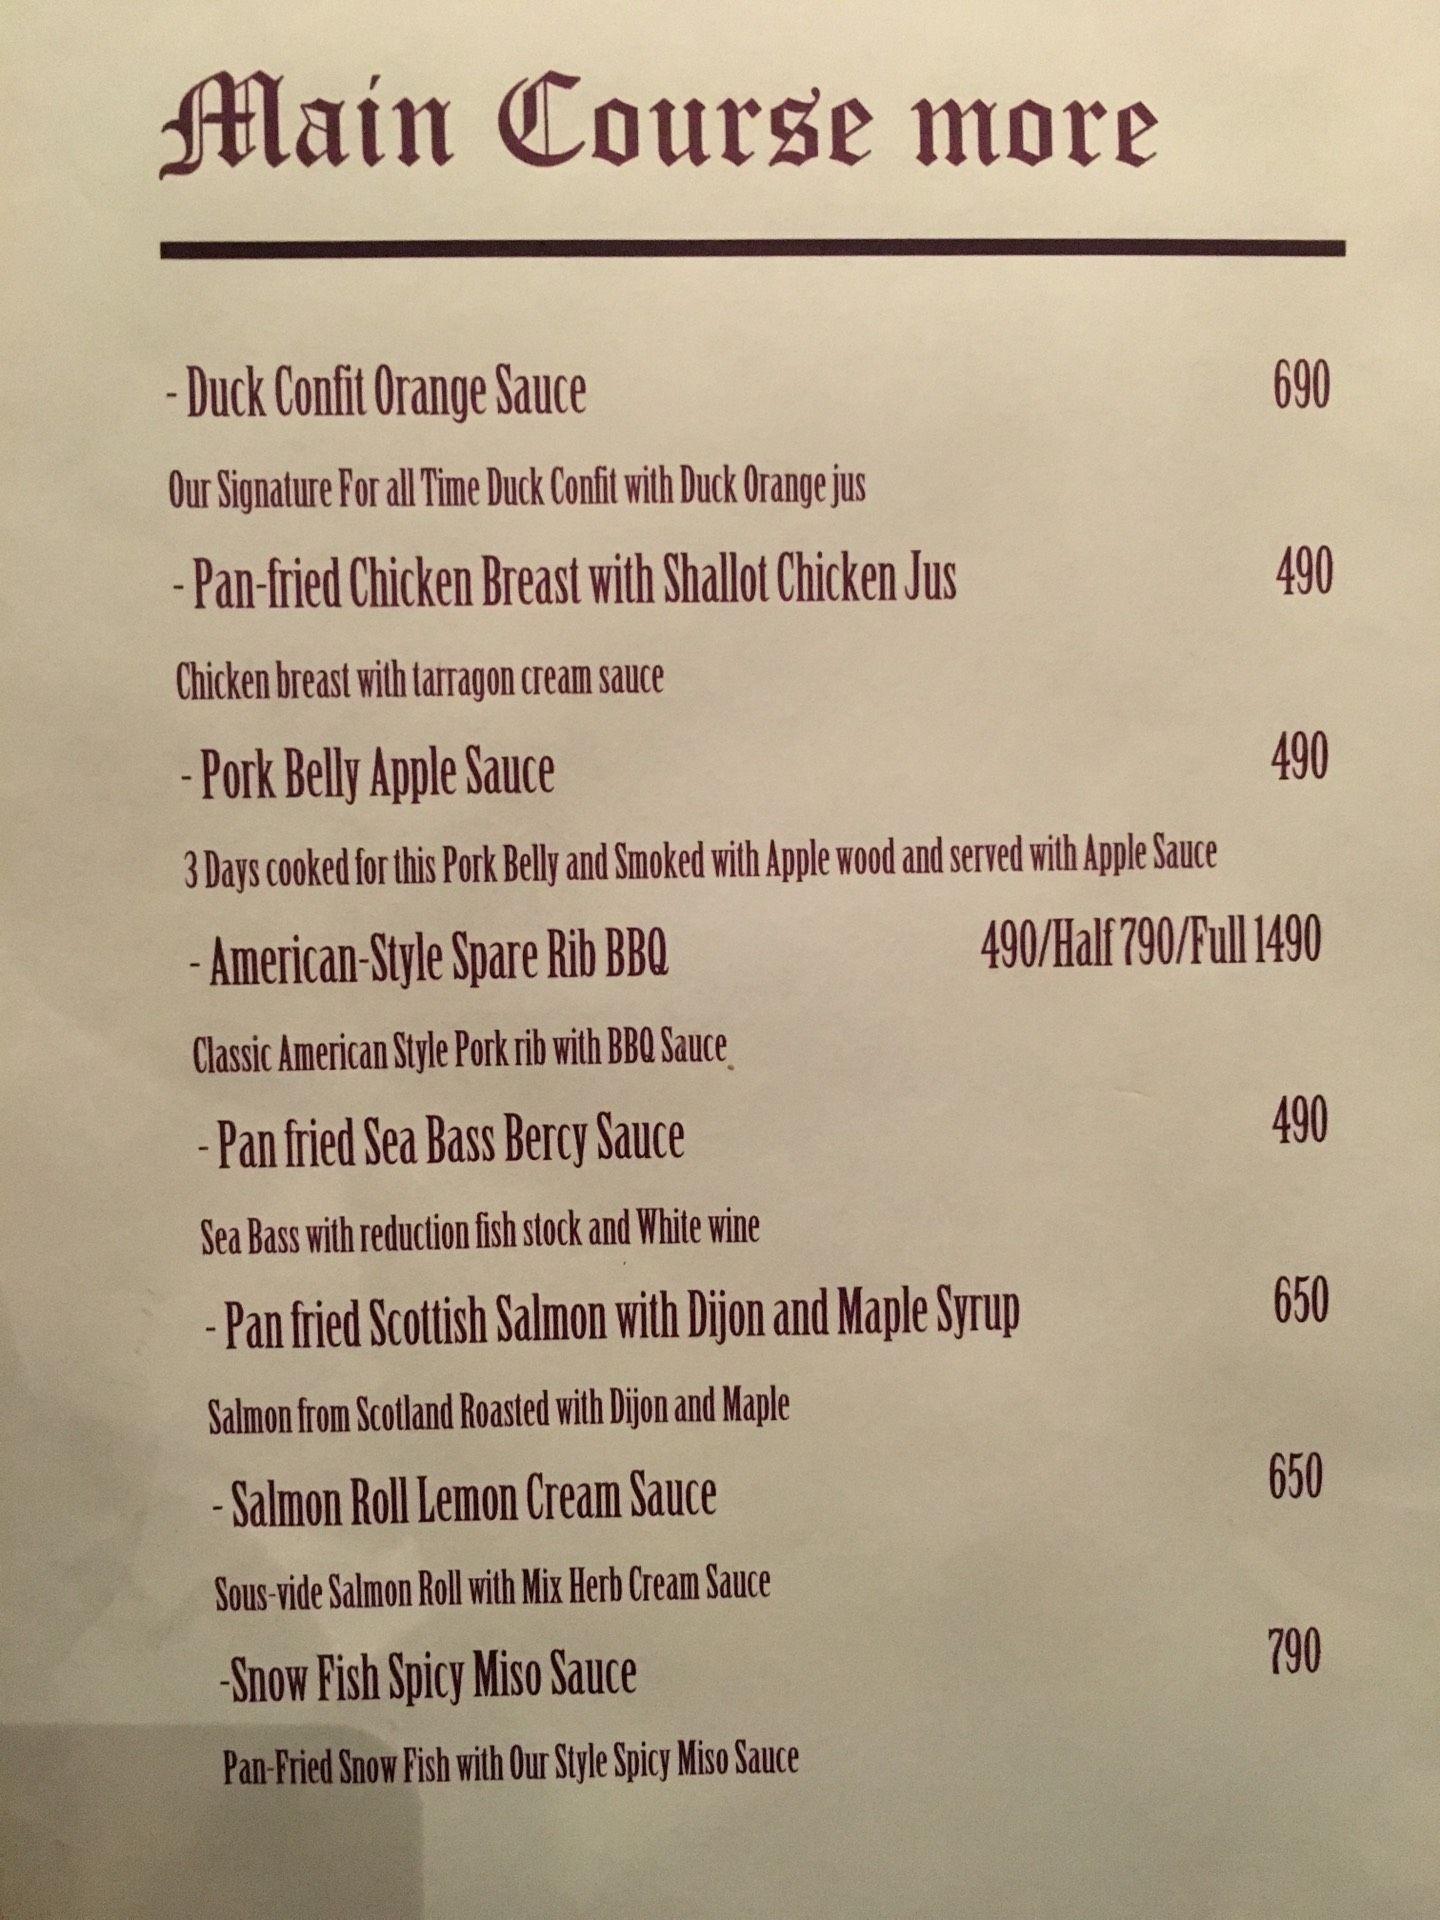 Main Course more
- Duck Confit Orange Sauce 690
Our Signature For all Time Duck Confit with Duck Orange jus
- Pan-fried Chicken Breast with Shallot Chicken Jus 490
Chicken breast with tarragon cream sauce
- Pork Belly Apple Sauce 490
3 Days cooked for this Pork Belly and Smoked with Apple wood and served with Apple Sauce
- American-Style Spare Rib BBQ 490/Half 790/Full 1490
Classic American Style Pork rib with BBQ Sauce
- Pan fried Sea Bass Bercy Sauce 490
Sea Bass with reduction fish stock and White wine
- Pan fried Scottish Salmon with Dijon and Maple Syrup 650
Salmon from Scotland Roasted with Dijon and Maple
- Salmon Roll Lemon Cream Sauce 650
Sous-vide Salmon Roll with Mix Herb Cream Sauce
-Snow Fish Spicy Miso Sauce 790
Pan-Fried Snow Fish with Our Style Spicy Miso Sauce